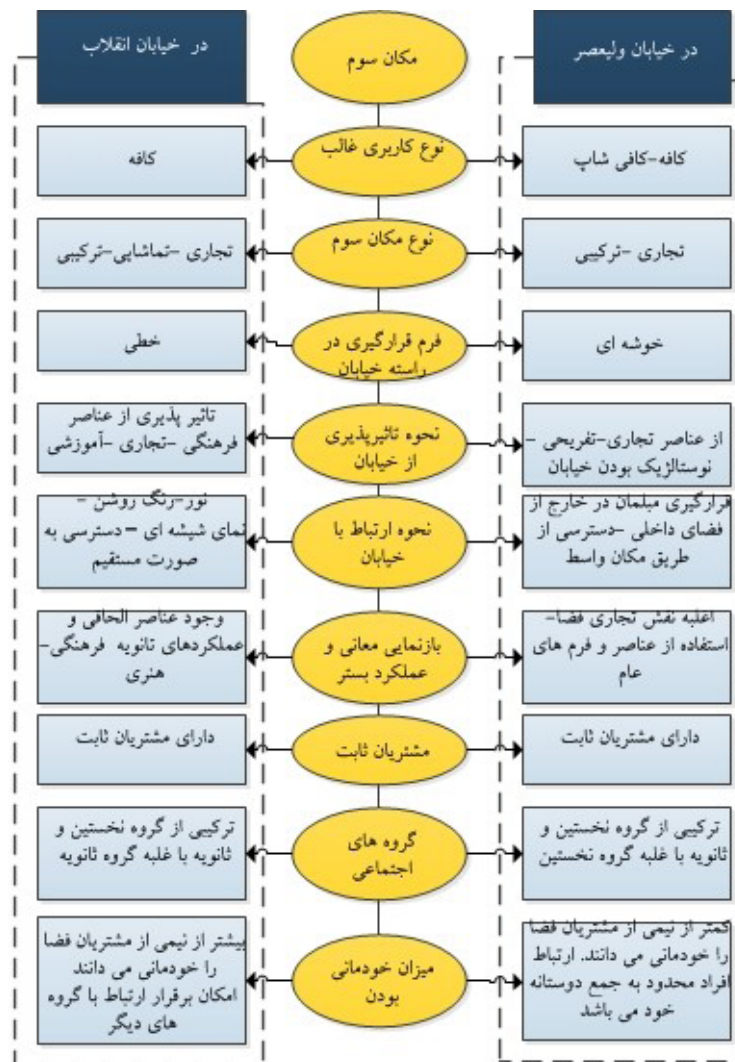 در خیابان ولیعصر
مکان سوم
در خیابان انقلاب
کافه-کافی شاپ
نوع کاربری غالب
کافه
تجاری -ترکیبی
نوع مکان سوم
تجاری -تماشایی-ترکیبی
خوشه ای
فرم قرارگیری در
راسته خیابان
خطی
از عناصر تجاری-تفریحی -
نوستالژیک بودن خیابان
نحوه تاثیرپذیری
از خیابان
تاثیر پذیری از عناصر
فرهنگی -تجاری -آموزشی
قرارگیری مبلمان در خارج از
فضای داخلی -دسترسی از
طریق مکان واسط
نحوه ارتباط با
خیابان
نور-رنگ روشن -
نمای شیشه ای -دسترسی به
صورت مستقیم
اغلبه نقش تجاری فضا-
استفاده از عناصر و فرم های
عام
بازنمایی معانی و
عملکرد بستر
وجود عناصر الحاقی و
عملکردهای ثانویه فرهنگی-
هنری
دارای مشتریان ثابت
مشتریان ثابت
دارای مشتریان ثابت
ترکیبی از گروه نخستین و
ثانویه با غلبه گروه نخستین
گروه های
اجتماعی
ترکیبی از گروه نخستین و
ثانویه با غلبه گروه ثانویه
کمتر از نیمی از مشتریان فضا
را خودمانی می دانند. ارتباط
افراد محدود به جمع دوستانه
خود می باشد
میزان خودمانی
بودن
بیشتر از نیمی از مشتریان فضا
را خودمانی می دانند
امکان برقرار ارتباط با گروه
های دیگر